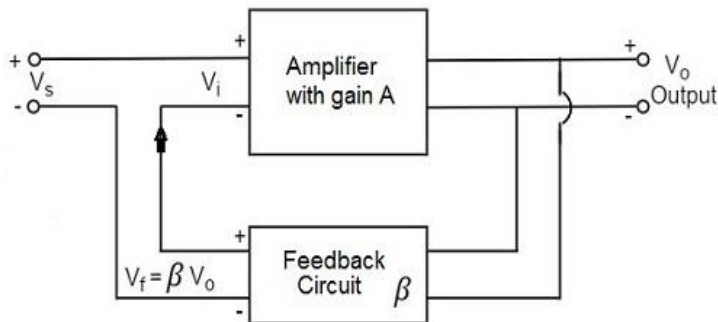 + + +
Vs Vi Amplifier Vo
with gain A
- - - Output
+
Feedback
Vf = β Vo Circuit β
-